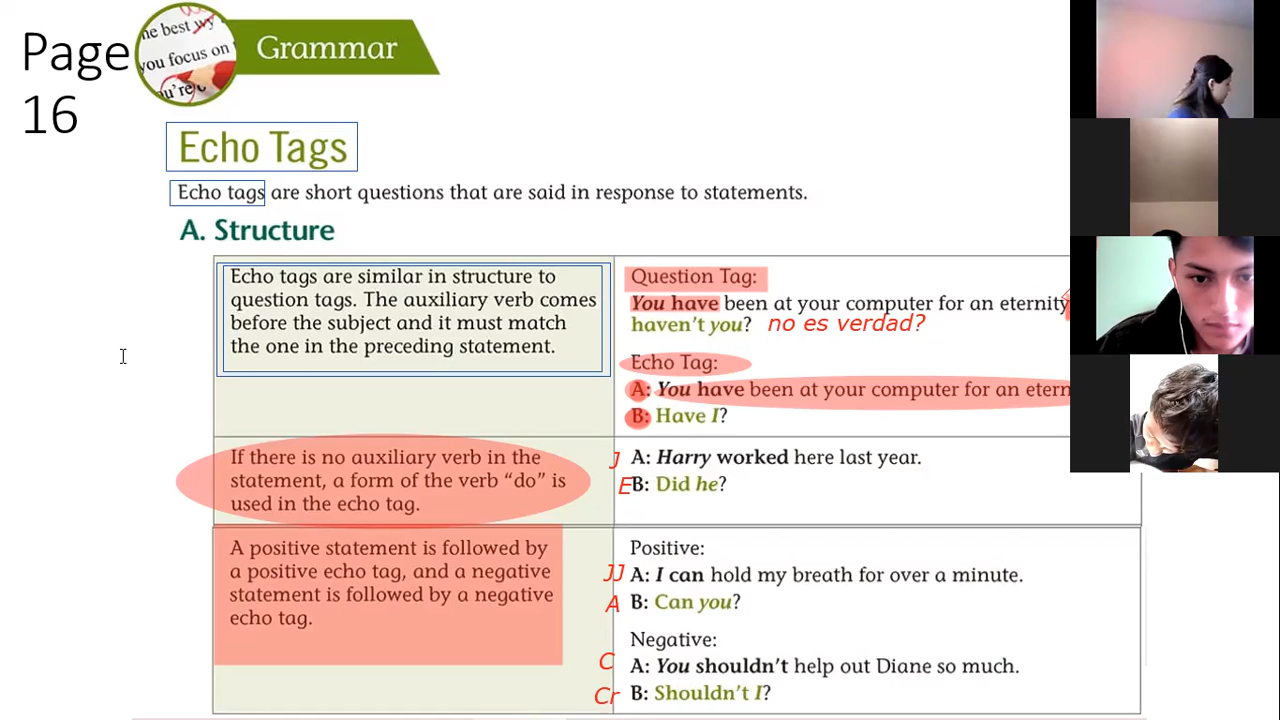 Page
16
he best
you focus on
Grammar
Echo Tags
Echo tags are short questions that are said in response to statements.
A. Structure
Echo tags are similar in structure to
question tags. The auxiliary verb comes
before the subject and it must match
the one in the preceding statement.
Question Tag:
You have been at your computer for an eternity
haven't you? no es verdad?
Echo Tag:
A: You have been at your computer for an etern
B: Have I?
If there is no auxiliary verb in the
statement, a form of the verb "do" is
used in the echo tag.
J A: Harry worked here last year.
E B: Did he?
A positive statement is followed by
a positive echo tag, and a negative
statement is followed by a negative
echo tag.
Positive:
JJ A: I can hold my breath for over a minute.
A B: Can you?
Negative:
C A: You shouldn't help out Diane so much.
Cr B: Shouldn't I?